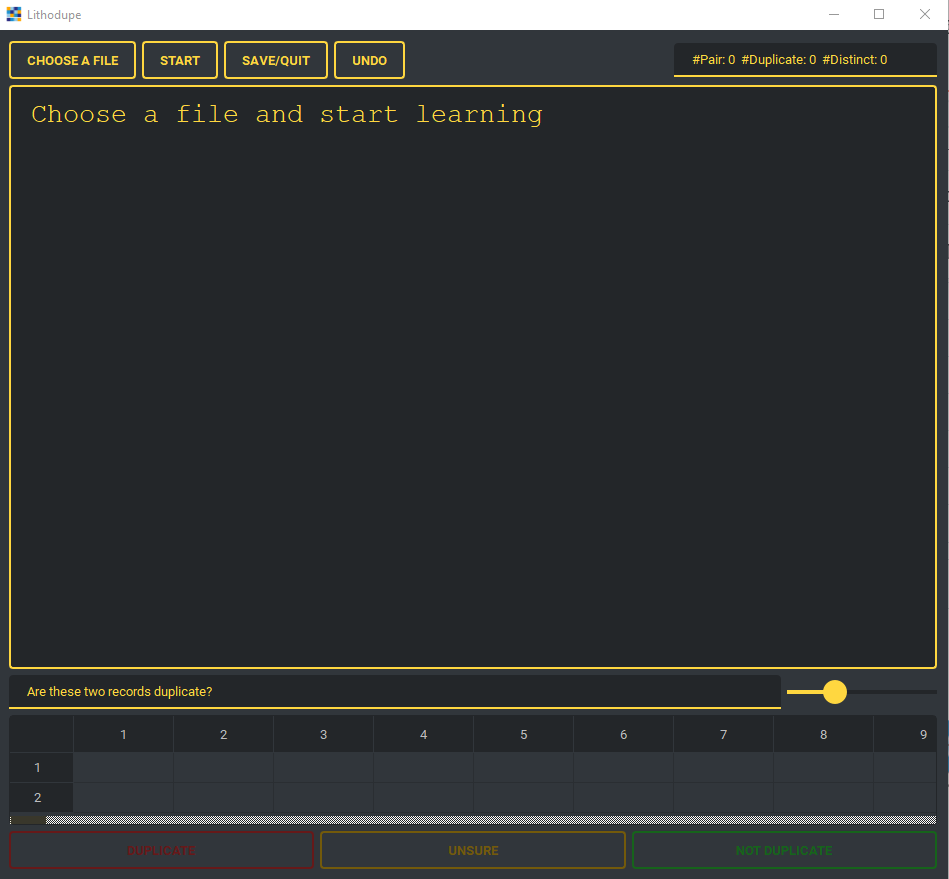 Lithodupe
CHOOSE A FILE START SAVE/QUIT UNDO #Pair: 0 #Duplicate: 0 #Distinct: 0
Choose a file and start learning
Are these two records duplicate?
1 2 3 4 5 6 7 8 9
1
2
DUPLICATE UNSURE NOT DUPLICATE